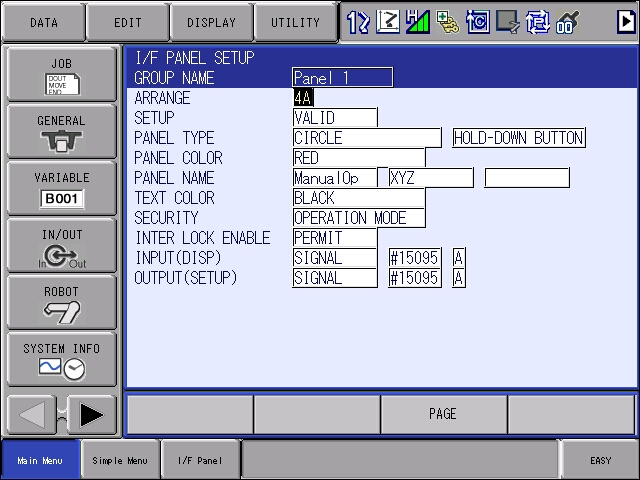 DATA EDIT DISPLAY UTILITY
JOB
DOUT
MOVE
END
GENERAL
VARIABLE
B001
IN/OUT
In Out
ROBOT
SYSTEM INFO
I/F PANEL SETUP
GROUP NAME Panel 1
ARRANGE 4A
SETUP VALID
PANEL TYPE CIRCLE HOLD-DOWN BUTTON
PANEL COLOR RED
PANEL NAME ManualOp XYZ
TEXT COLOR BLACK
SECURITY OPERATION MODE
INTER LOCK ENABLE PERMIT
INPUT(DISP) SIGNAL #15095 A
OUTPUT(SETUP) SIGNAL #15095 A
PAGE
Main Menu Simple Menu I/F Panel EASY